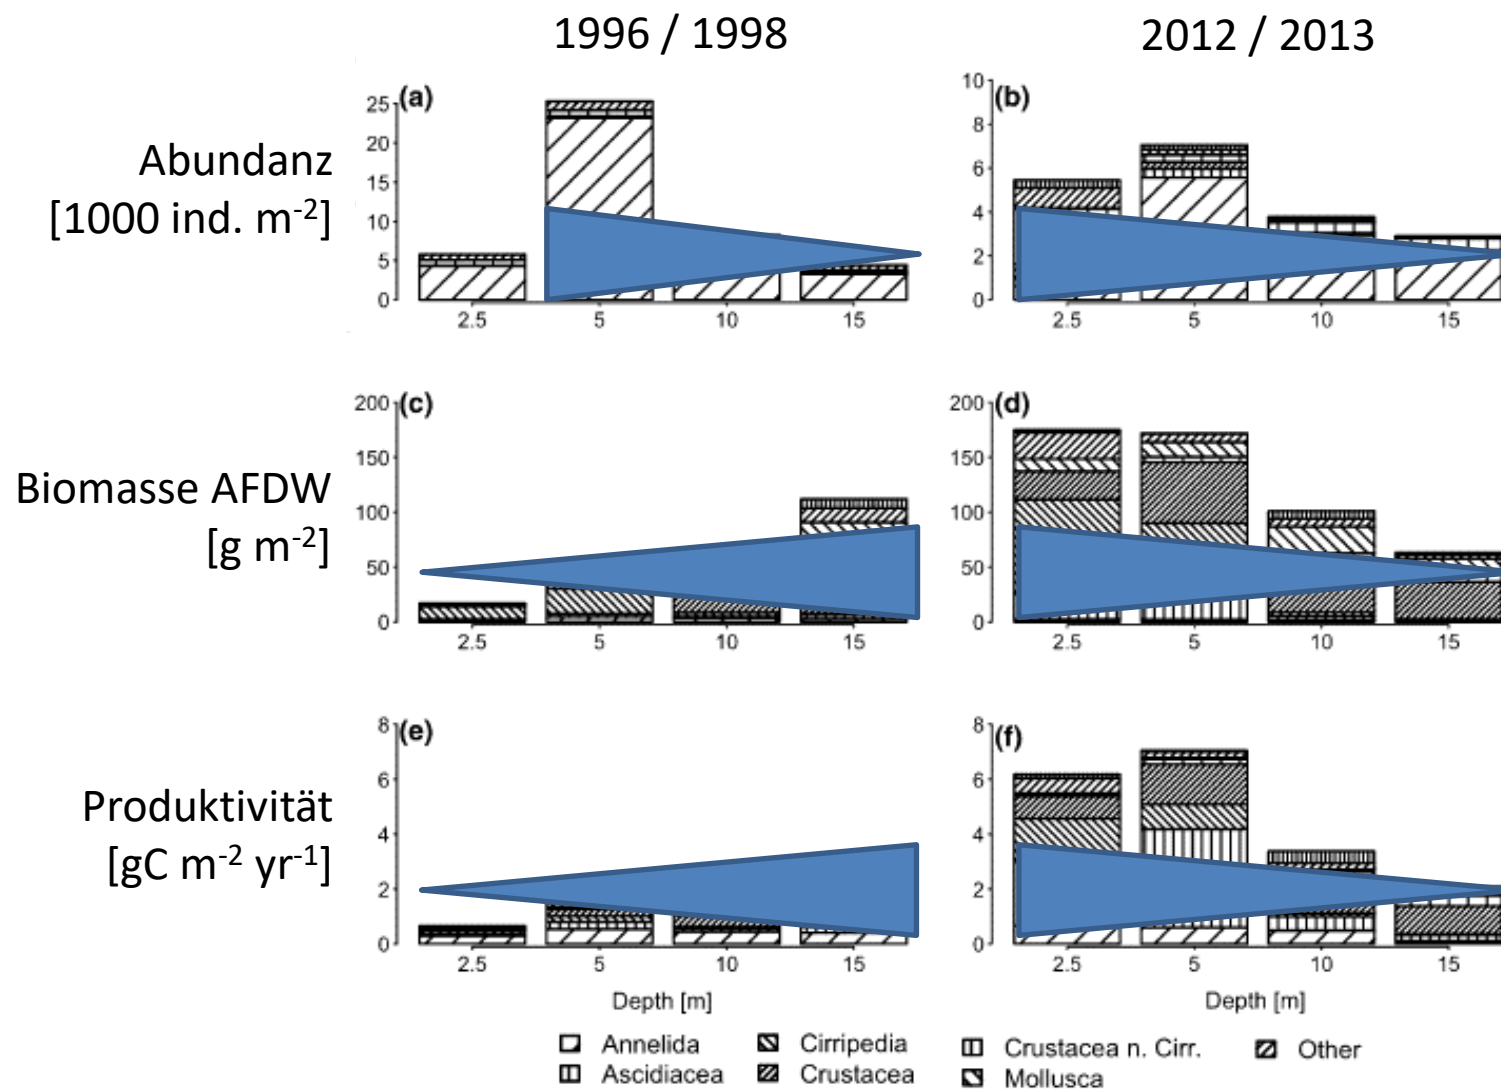 1996 / 1998 2012 / 2013
Abundanz
[1000 ind. m-2]
(a)
25
20
15
10
5
0
2.5 5 10 15
(b)
10
8
6
4
2
0
2.5 5 10 15
Biomasse AFDW
[g m-2]
(c)
200
150
100
50
0
2.5 5 10 15
(d)
200
150
100
50
0
2.5 5 10 15
Produktivität
[gC m-2 yr-1]
(e)
8
6
4
2
0
2.5 5 10 15
Depth [m]
(f)
8
6
4
2
0
2.5 5 10 15
Depth [m]
Annelida Cirripedia Crustacea n. Cirr. Other
Ascidiacea Crustacea Mollusca